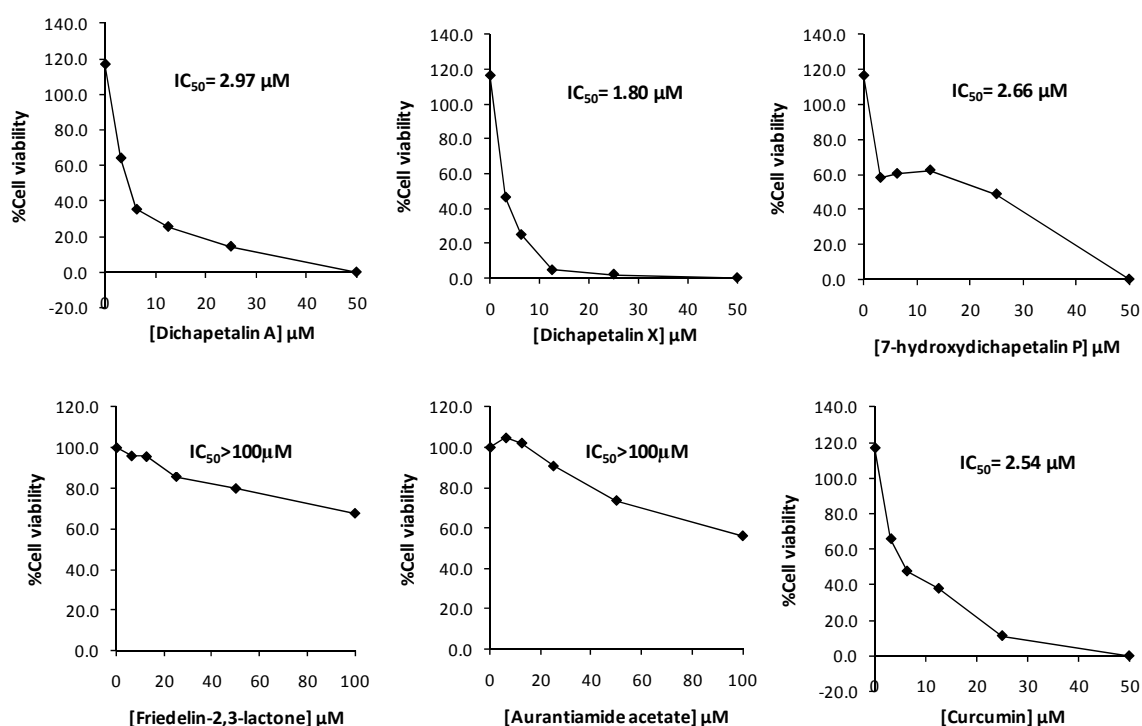 140.0
120.0
100.0
80.0
60.0
40.0
20.0
0.0
-20.0
%Cell viability
IC50= 2.97 µM
0 10 20 30 40 50
[Dichapetalin A] µM
140.0
120.0
100.0
80.0
60.0
40.0
20.0
0.0
%Cell viability
IC50= 1.80 µM
0 10 20 30 40 50
[Dichapetalin X] µM
140.0
120.0
100.0
80.0
60.0
40.0
20.0
0.0
%Cell viability
IC50= 2.66 µM
0 10 20 30 40 50
[7-hydroxydichapetalin P] µM
120.0
100.0
80.0
60.0
40.0
20.0
0.0
%Cell viability
IC50>100µM
0 20 40 60 80 100
[Friedelin-2,3-lactone] µM
120.0
100.0
80.0
60.0
40.0
20.0
0.0
%Cell viability
IC50>100µM
0 20 40 60 80 100
[Aurantiamide acetate] µM
140.0
120.0
100.0
80.0
60.0
40.0
20.0
0.0
-20.0
%Cell viability
IC50= 2.54 µM
0 10 20 30 40 50
[Curcumin] µM